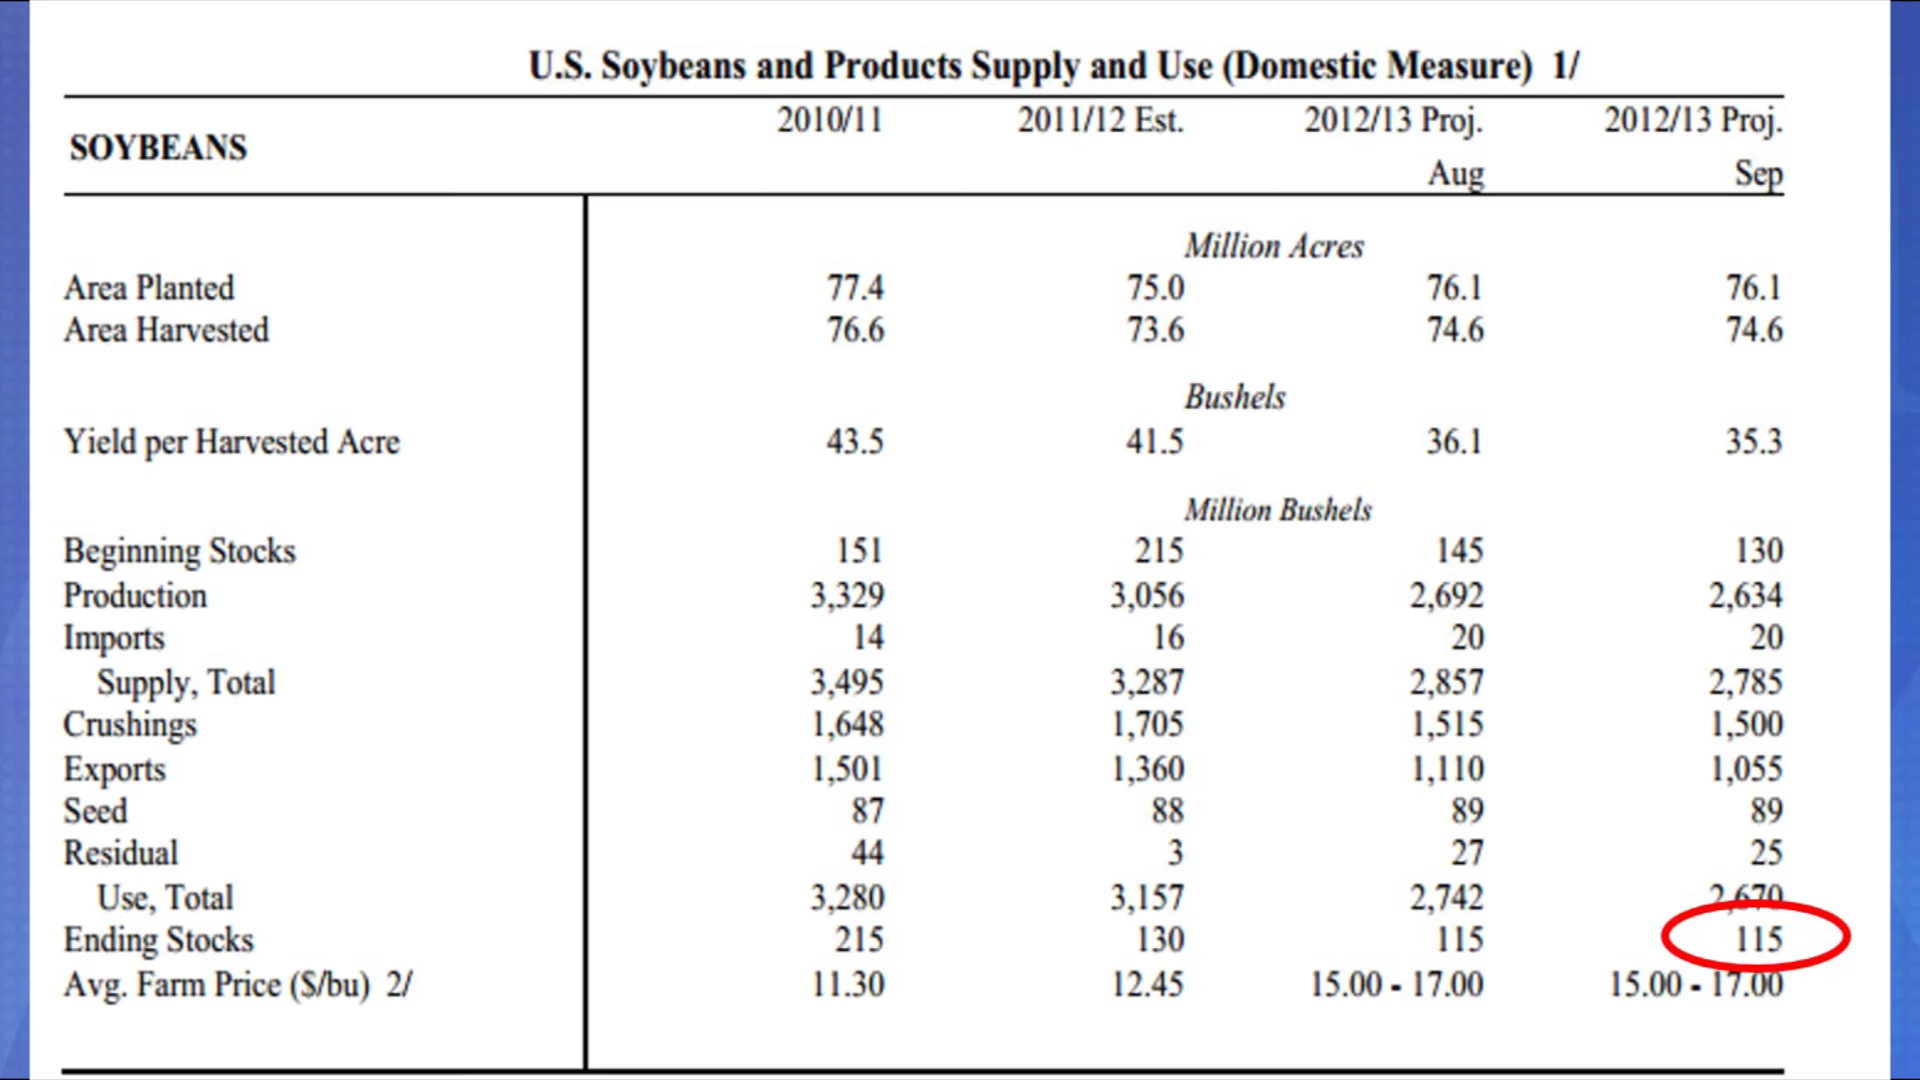 U.S. Soybeans and Products Supply and Use (Domestic Measure) 1/
SOYBEANS 2010/11 2011/12 Est. 2012/13 Proj. 2012/13 Proj.
Aug Sep
Million Acres
Area Planted 77.4 75.0 76.1 76.1
Area Harvested 76.6 73.6 74.6 74.6
Bushels
Yield per Harvested Acre 43.5 41.5 36.1 35.3
Million Bushels
Beginning Stocks 151 215 145 130
Production 3,329 3,056 2,692 2,634
Imports 14 16 20 20
Supply, Total 3,495 3,287 2,857 2,785
Crushings 1,648 1,705 1,515 1,500
Exports 1,501 1,360 1,110 1,055
Seed 87 88 89 89
Residual 44 3 27 25
Use, Total 3,280 3,157 2,742 2,670
Ending Stocks 215 130 115 115
Avg. Farm Price ($/bu) 2/ 11.30 12.45 15.00 - 17.00 15.00 - 17.00